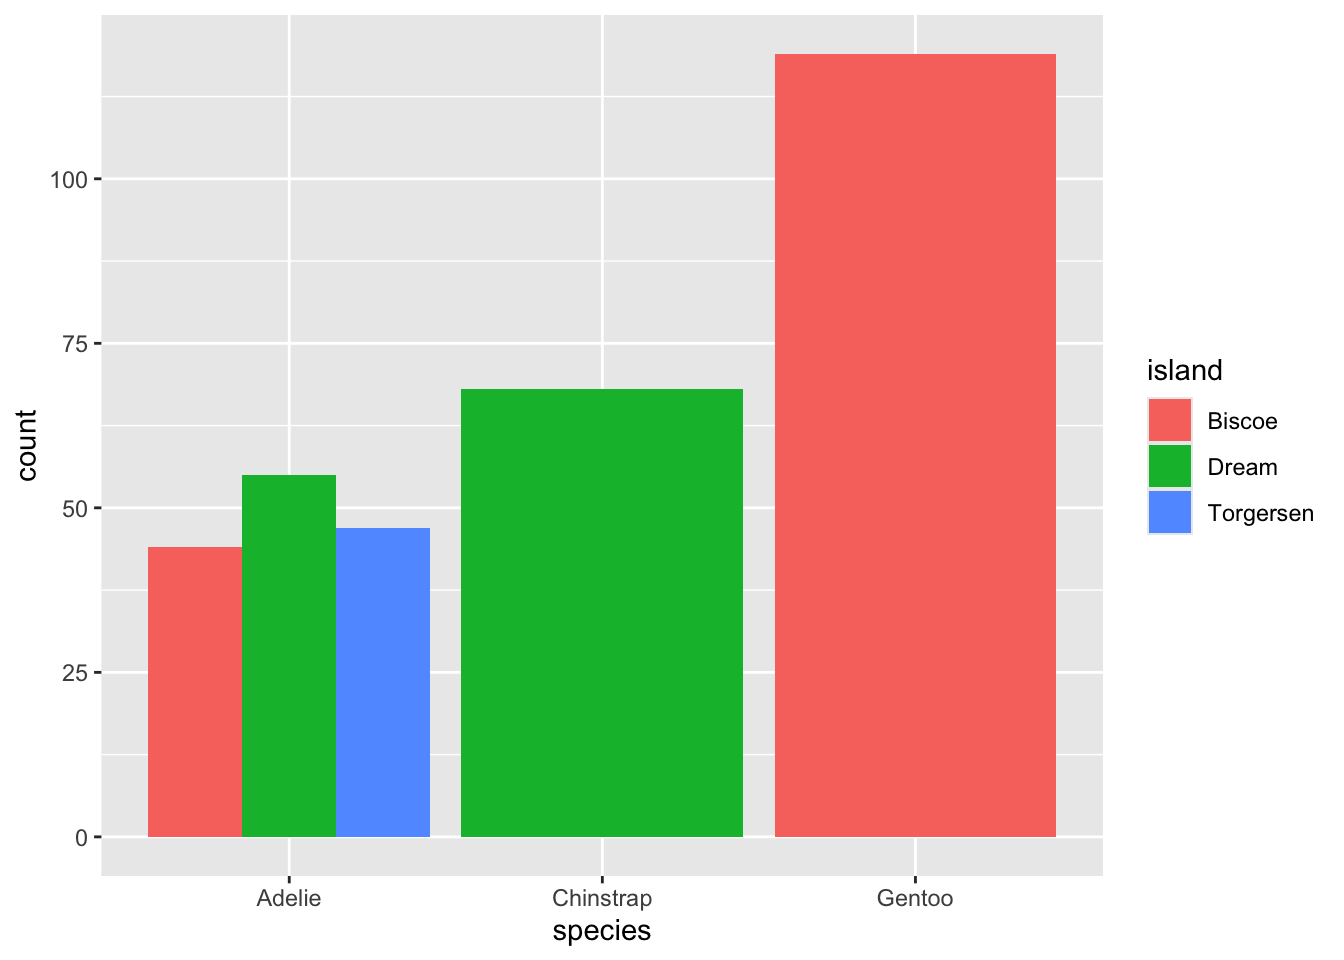 count
100
75
50
25
0
Adelie
Chinstrap
Gentoo
species
island
Biscoe
Dream
Torgersen